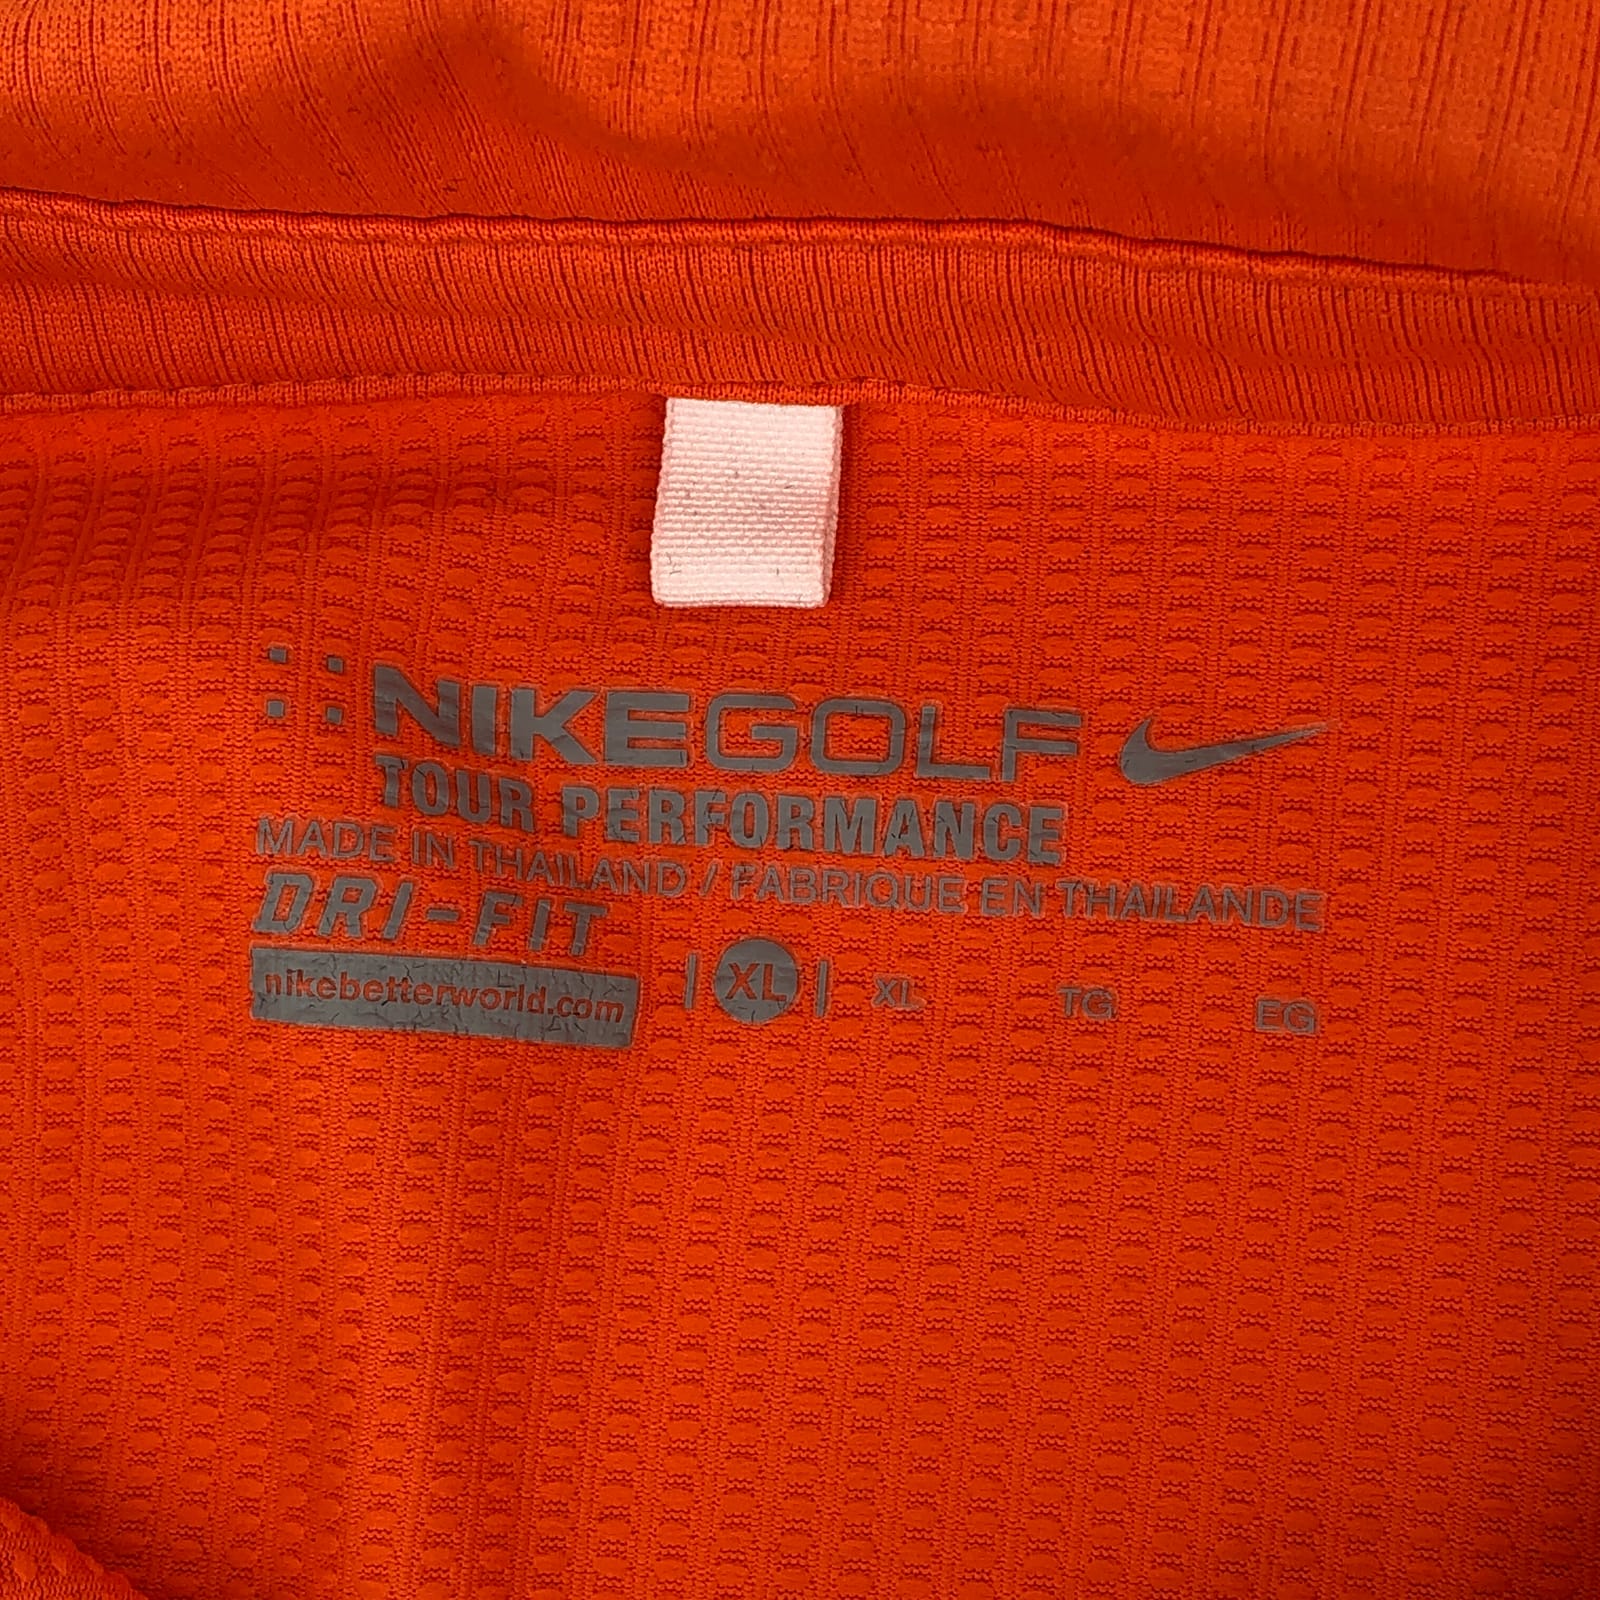 NIKEGOLF
TOUR PERFORMANCE
MADE IN THAILAND / FABRIQUE EN THAILANDE
DRI-FIT
nikebetterworld.com
XL XL TG EG